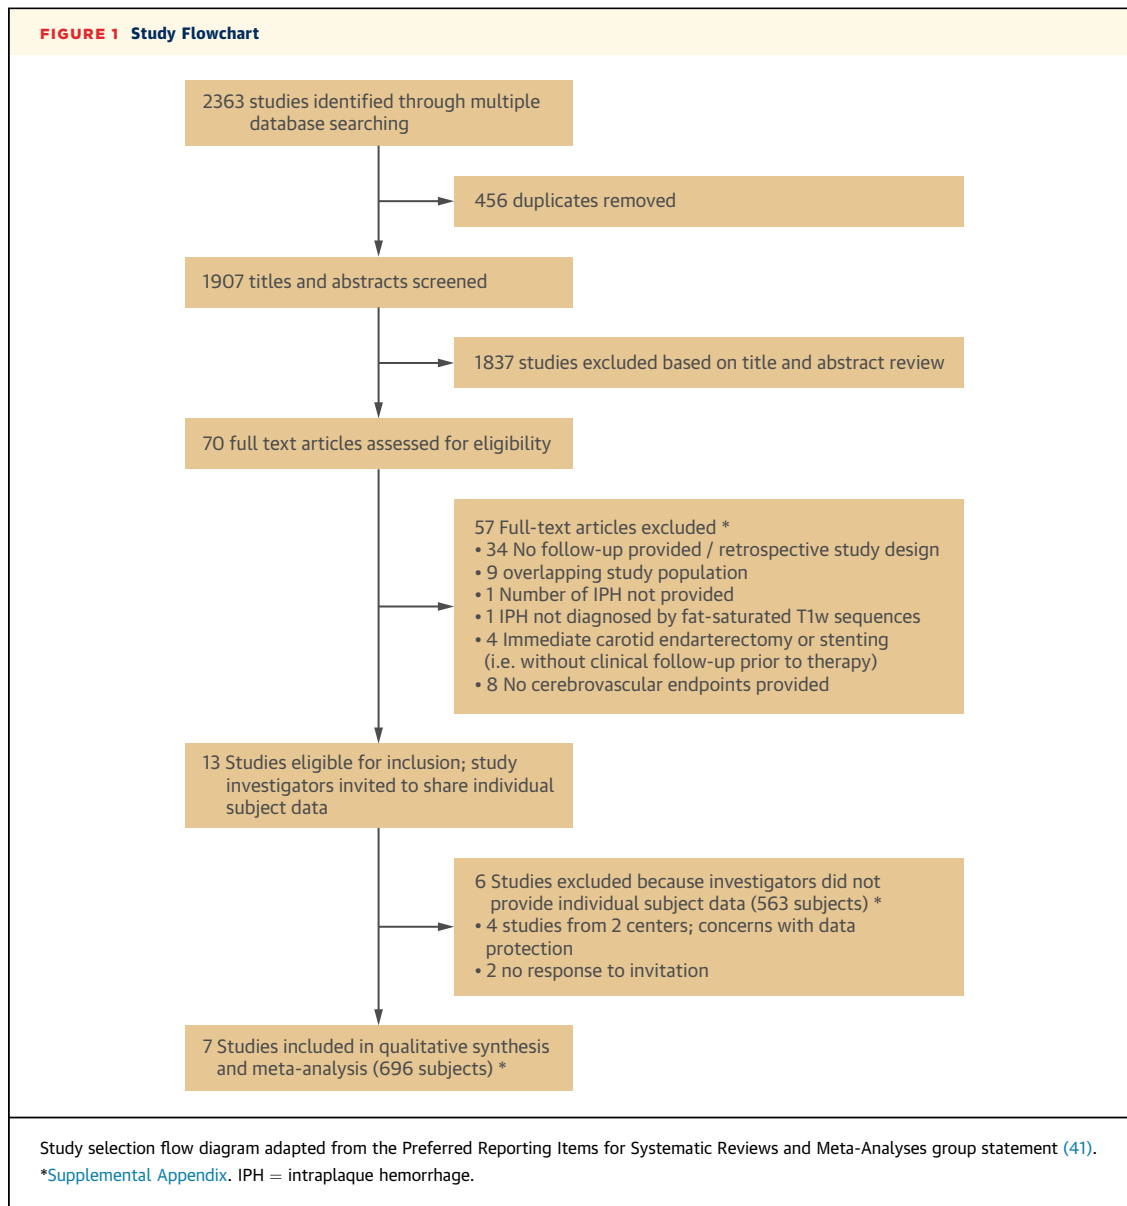 FIGURE 1 Study Flowchart
2363 studies identified through multiple
database searching
456 duplicates removed
1907 titles and abstracts screened
1837 studies excluded based on title and abstract review
70 full text articles assessed for eligibility
57 Full-text articles excluded *
• 34 No follow-up provided / retrospective study design
• 9 overlapping study population
• 1 Number of IPH not provided
• 1 IPH not diagnosed by fat-saturated T1w sequences
• 4 Immediate carotid endarterectomy or stenting
(i.e. without clinical follow-up prior to therapy)
• 8 No cerebrovascular endpoints provided
13 Studies eligible for inclusion; study
investigators invited to share individual
subject data
6 Studies excluded because investigators did not
provide individual subject data (563 subjects) *
• 4 studies from 2 centers; concerns with data
protection
• 2 no response to invitation
7 Studies included in qualitative synthesis
and meta-analysis (696 subjects) *
Study selection flow diagram adapted from the Preferred Reporting Items for Systematic Reviews and Meta-Analyses group statement (41).
*Supplemental Appendix. IPH = intraplaque hemorrhage.